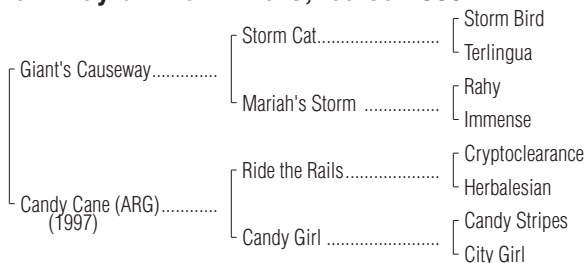 Storm Bird
Storm Cat........................
Terlingua
Giant's Causeway.............
Rahy
Mariah's Storm ...............
Immense
Cryptoclearance
Ride the Rails...................
Herbalesian
Candy Cane (ARG)...........
(1997)
Candy Stripes
Candy Girl .......................
City Girl